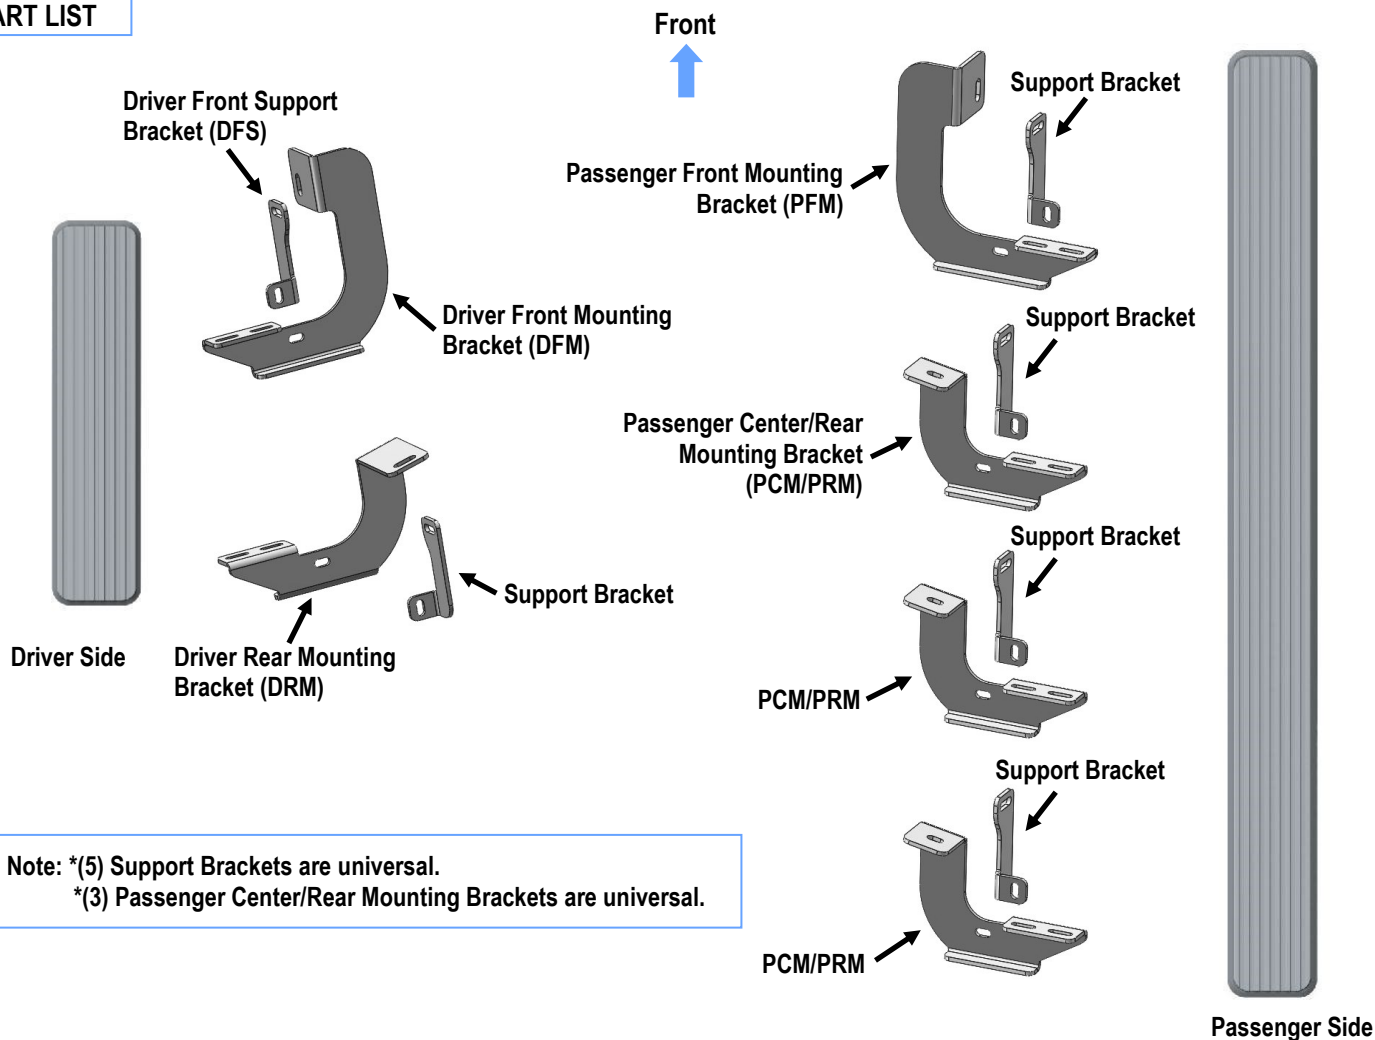 ART LIST
Front
Driver Front Support
Bracket (DFS)
Support Bracket
Passenger Front Mounting
Bracket (PFM)
Driver Front Mounting
Bracket (DFM)
Support Bracket
Passenger Center/Rear
Mounting Bracket
(PCM/PRM)
Support Bracket
Support Bracket
Driver Side
Driver Rear Mounting
Bracket (DRM)
PCM/PRM
Support Bracket
Note: *(5) Support Brackets are universal.
*(3) Passenger Center/Rear Mounting Brackets are universal.
PCM/PRM
Passenger Side